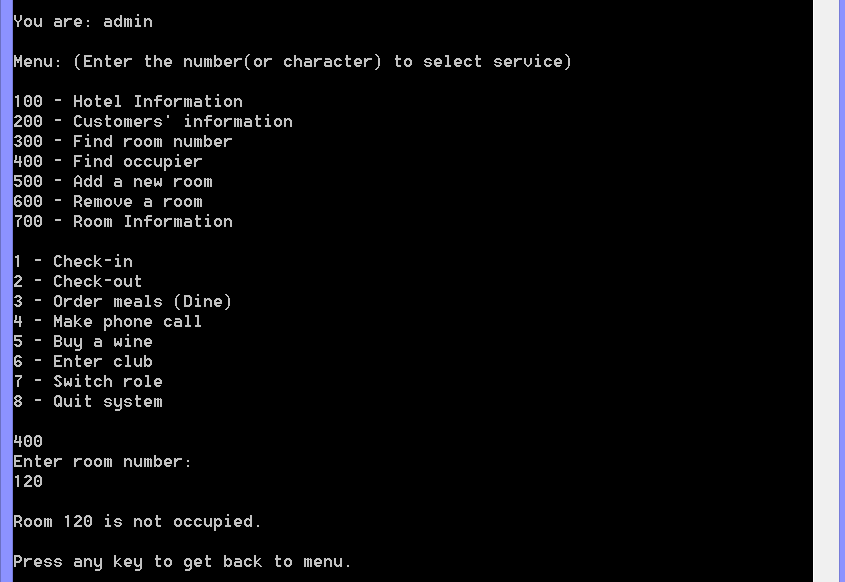 You are: admin
Menu: (Enter the number(or character) to select service)
100 - Hotel Information
200 - Customers' information
300 - Find room number
400 - Find occupier
500 - Add a new room
600 - Remove a room
700 - Room Information
1 - Check-in
2 - Check-out
3 - Order meals (Dine)
4 - Make phone call
5 - Buy a wine
6 - Enter club
7 - Switch role
8 - Quit system
400
Enter room number:
120
Room 120 is not occupied.
Press any key to get back to menu.